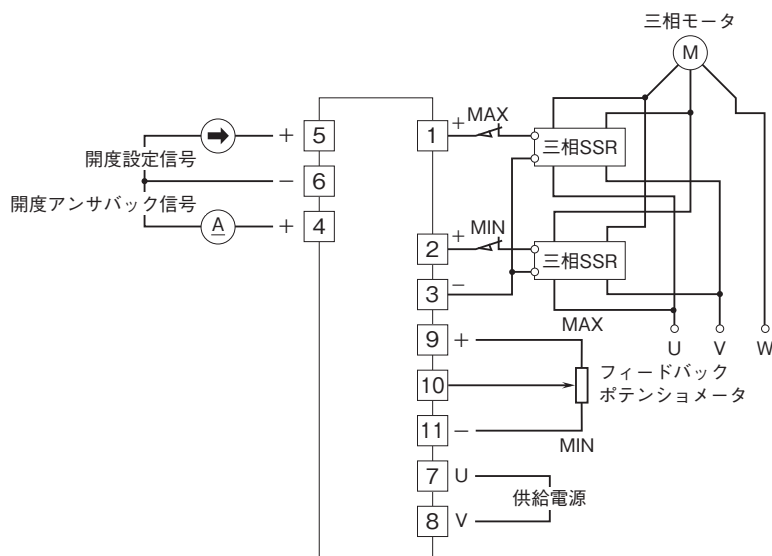 三相モータ
M
MAX
+
5
1
+
三相SSR
開度設定信号
-
6
開度アンサバック信号
A
+
4
2
+
MIN
三相SSR
3
-
MAX
U
V
W
9
+
フィードバック
ポテンショメータ
10
11
-
MIN
7
U
供給電源
8
V